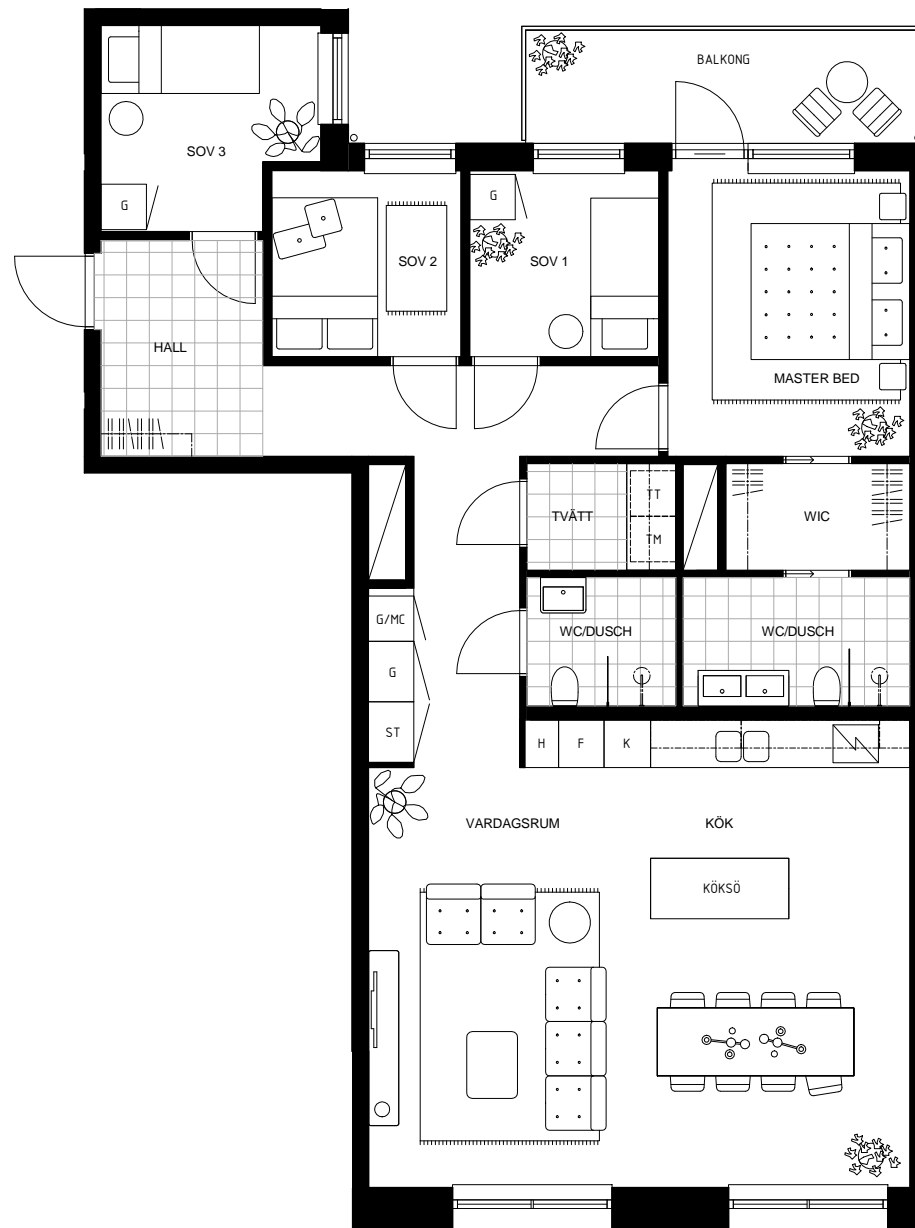 BALKONG
SOV 3
G
G
SOV 2
SOV 1
HALL
MASTER BED
TVÄTT
TT
TM
WIC
G/MC
WC/DUSCH
WC/DUSCH
G
ST
H
F
K
VARDAGSRUM
KÖK
KÖKSÖ